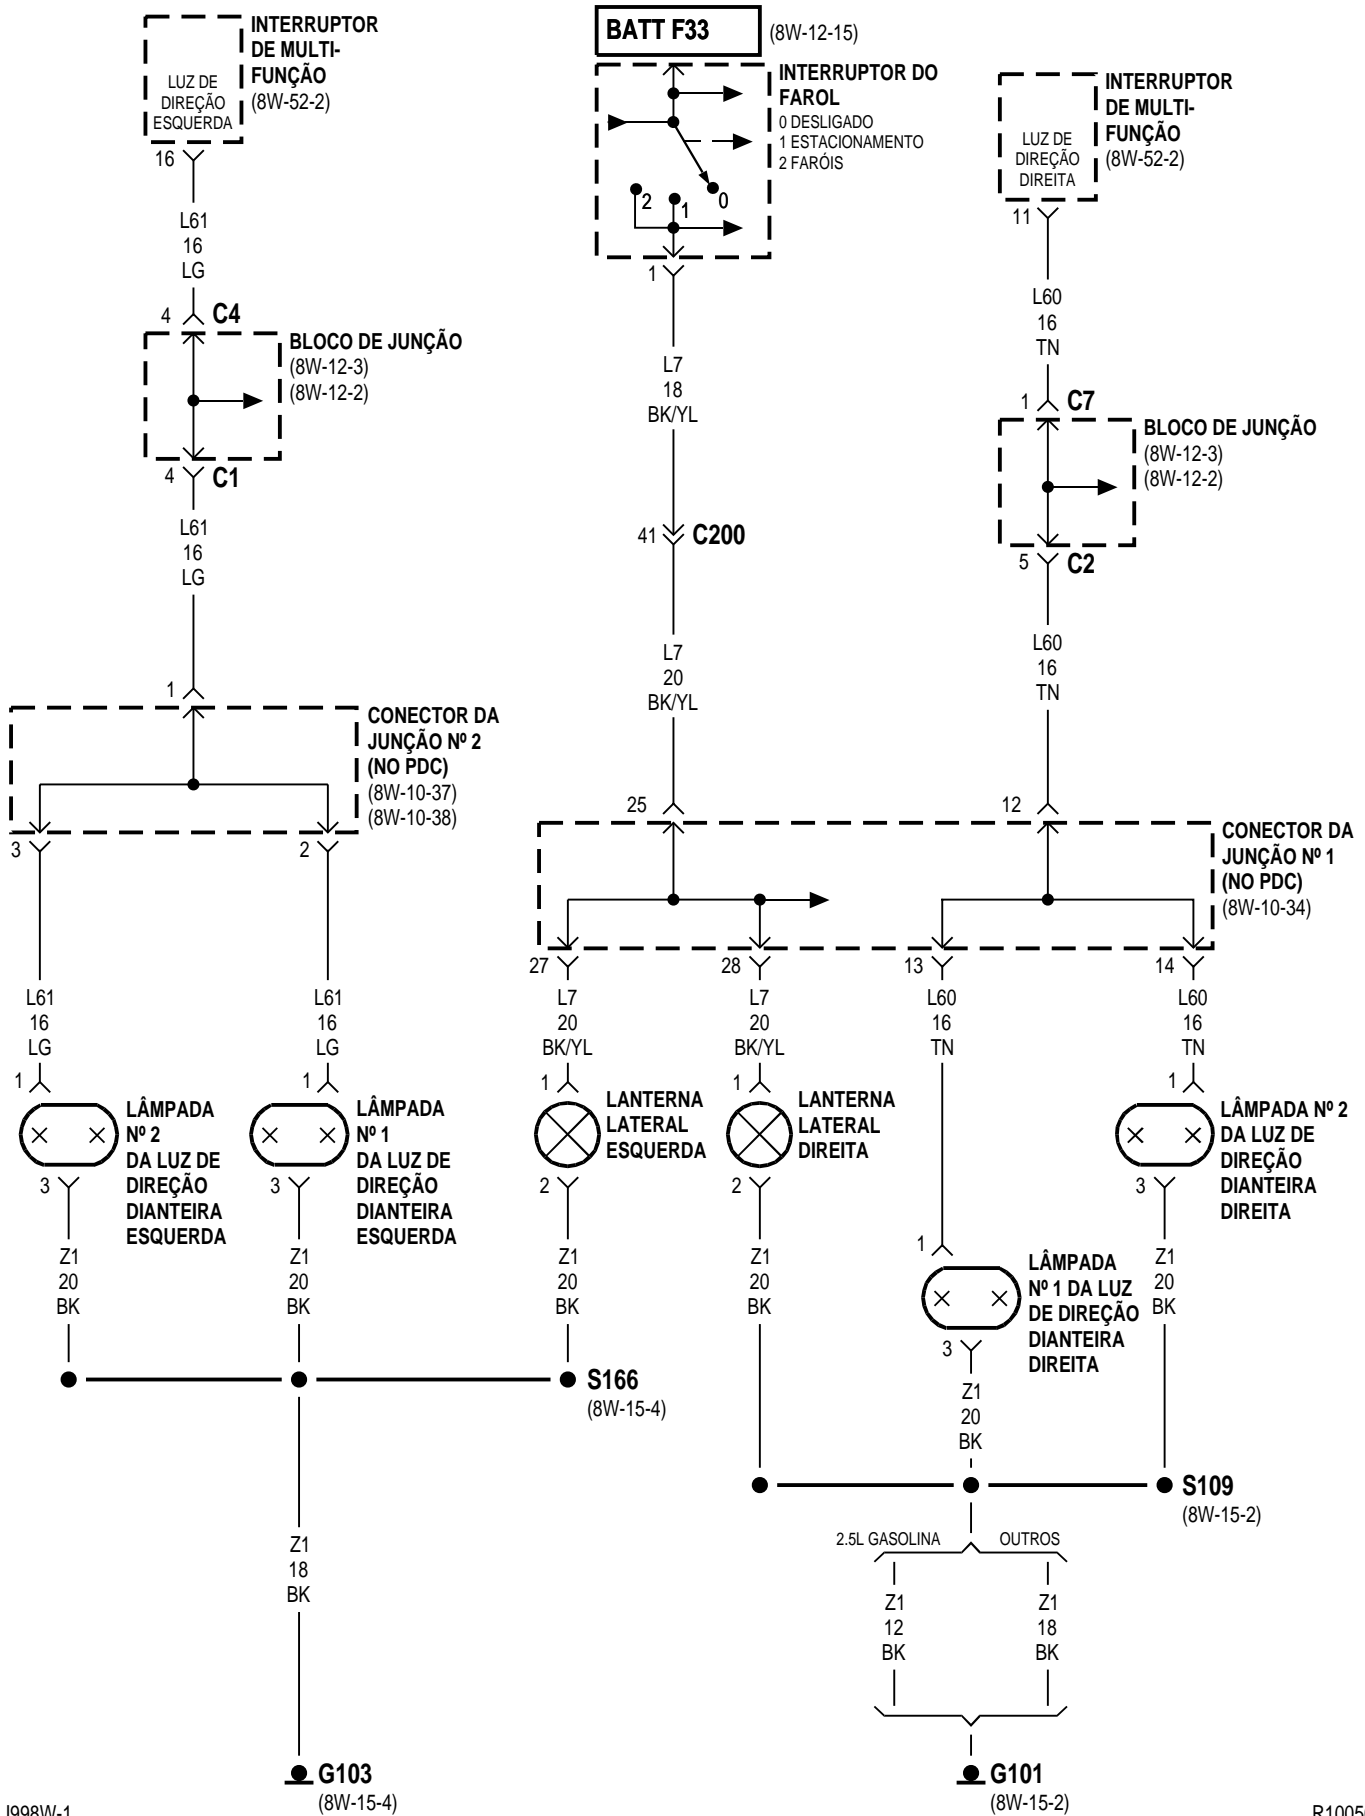 INTERRUPTOR
DE MULTI-
FUNÇÃO
(8W-52-2)
LUZ DE
DIREÇÃO
ESQUERDA
16
L61
16
LG
4
C4
BLOCO DE JUNÇÃO
(8W-12-3)
(8W-12-2)
4
C1
L61
16
LG
1
CONECTOR DA
JUNÇÃO Nº 2
(NO PDC)
(8W-10-37)
(8W-10-38)
3
2
L61
16
LG
L61
16
LG
1
LÂMPADA
Nº 2
DA LUZ DE
DIREÇÃO
DIANTEIRA
ESQUERDA
3
Z1
20
BK
1
LÂMPADA
Nº 1
DA LUZ DE
DIREÇÃO
DIANTEIRA
ESQUERDA
3
Z1
20
BK
BATT F33
(8W-12-15)
INTERRUPTOR DO
FAROL
0 DESLIGADO
1 ESTACIONAMENTO
2 FARÓIS
2
1
0
1
L7
18
BK/YL
41
C200
L7
20
BK/YL
25
INTERRUPTOR
DE MULTI-
FUNÇÃO
(8W-52-2)
LUZ DE
DIREÇÃO
DIREITA
11
L60
16
TN
1
C7
BLOCO DE JUNÇÃO
(8W-12-3)
(8W-12-2)
5
C2
L60
16
TN
12
CONECTOR DA
JUNÇÃO Nº 1
(NO PDC)
(8W-10-34)
27
28
13
14
L7
20
BK/YL
L7
20
BK/YL
L60
16
TN
L60
16
TN
1
LANTERNA
LATERAL
ESQUERDA
2
Z1
20
BK
1
LANTERNA
LATERAL
DIREITA
2
Z1
20
BK
1
LÂMPADA
Nº 1 DA LUZ
DE DIREÇÃO
DIANTEIRA
DIREITA
3
Z1
20
BK
1
LÂMPADA Nº 2
DA LUZ DE
DIREÇÃO
DIANTEIRA
DIREITA
3
Z1
20
BK
S166
(8W-15-4)
S109
(8W-15-2)
Z1
18
BK
2.5L GASOLINA
OUTROS
Z1
12
BK
Z1
18
BK
G103
(8W-15-4)
G101
(8W-15-2)
J998W-1
R1005